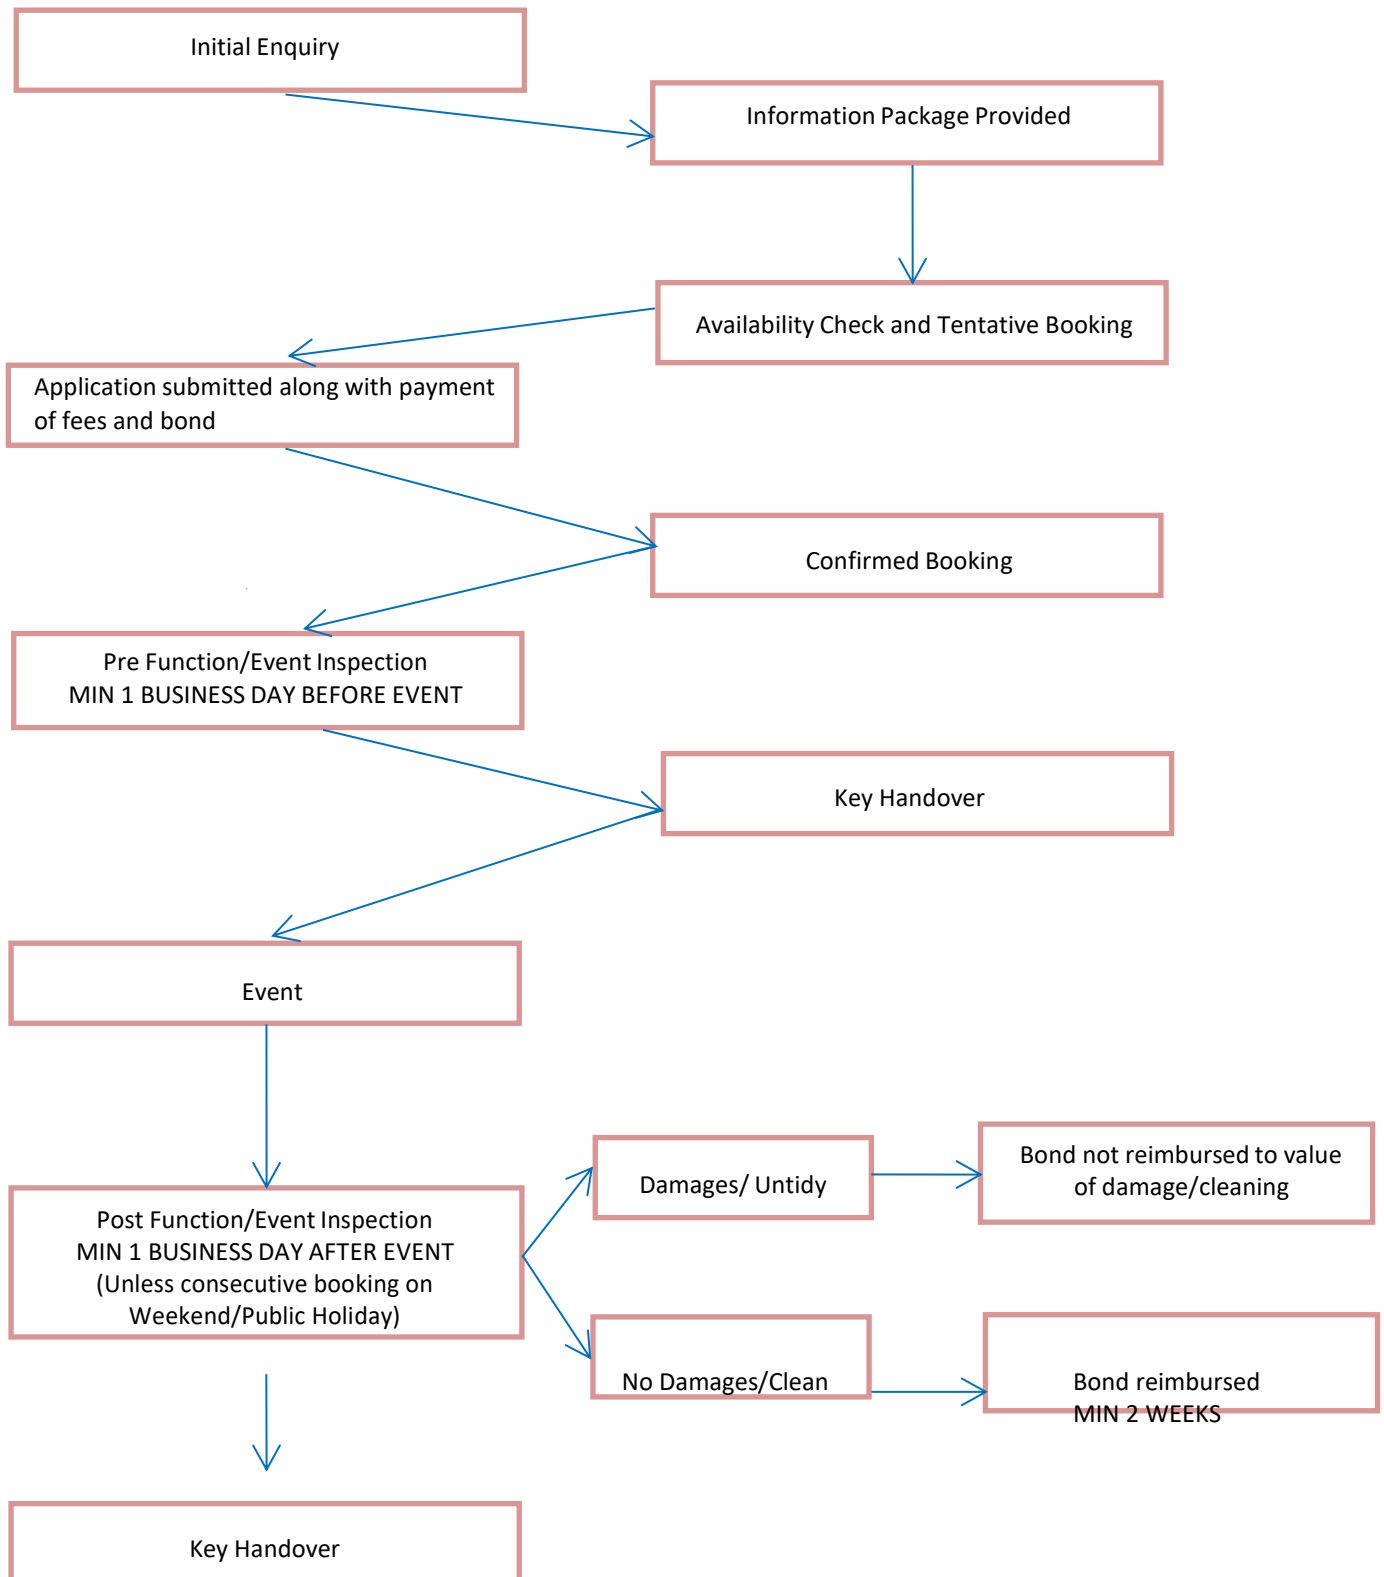 Initial Enquiry
Information Package Provided
Availability Check and Tentative Booking
Application submitted along with payment
of fees and bond
Confirmed Booking
Pre Function/Event Inspection
MIN 1 BUSINESS DAY BEFORE EVENT
Key Handover
Event
Damages/ Untidy
Bond not reimbursed to value
of damage/cleaning
Post Function/Event Inspection
MIN 1 BUSINESS DAY AFTER EVENT
(Unless consecutive booking on
Weekend/Public Holiday)
No Damages/Clean
Bond reimbursed
MIN 2 WEEKS
Key Handover